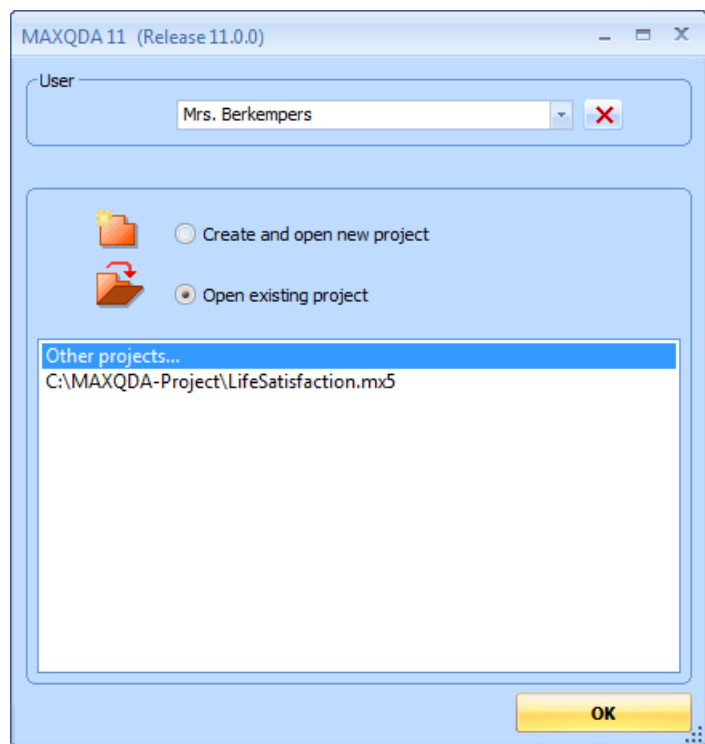 MAXQDA 11 (Release 11.0.0)
User
Mrs. Berkempers
Create and open new project
Open existing project
Other projects...
C:\MAXQDA-Project\LifeSatisfaction.mx5
OK